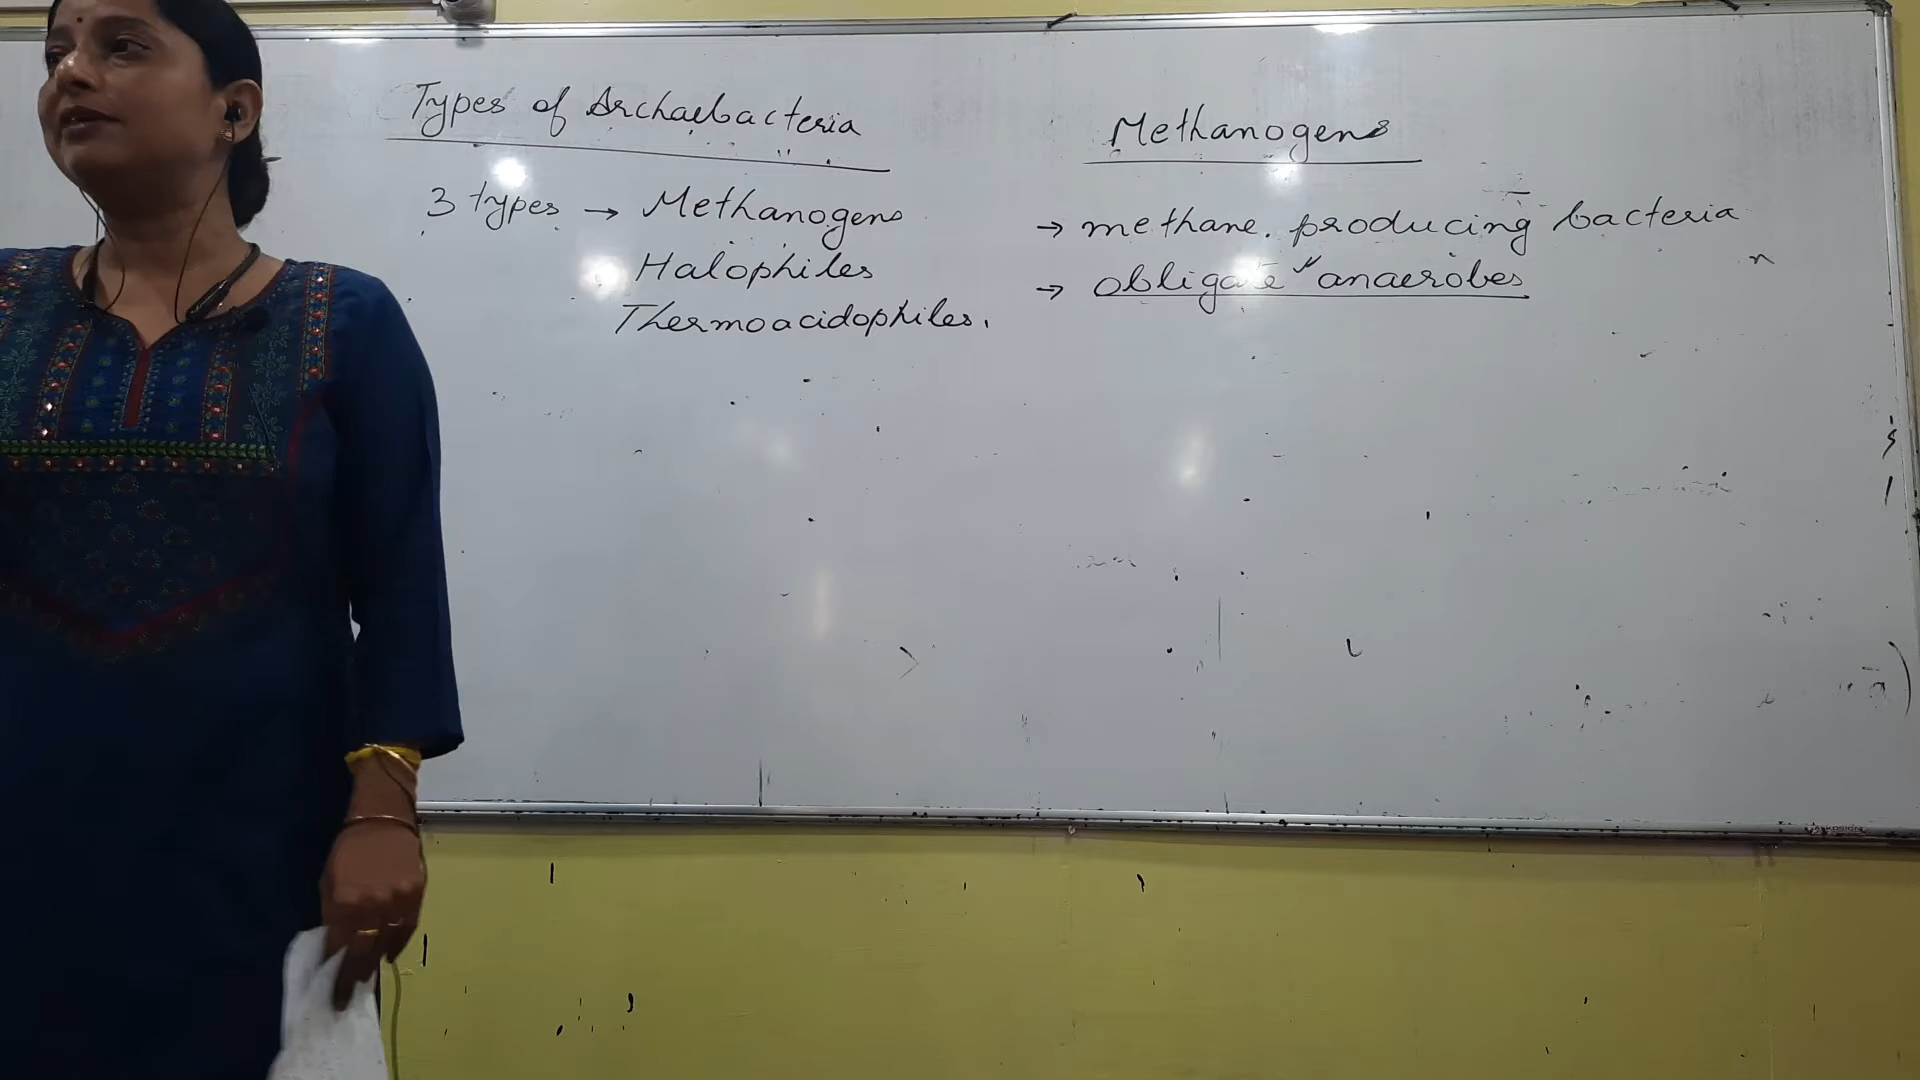 Types of Archaebacteria
3 types → Methanogens
Halophiles
Thermoacidophiles.
Methanogens
→ methane. producing bacteria
→ obligate anaerobes